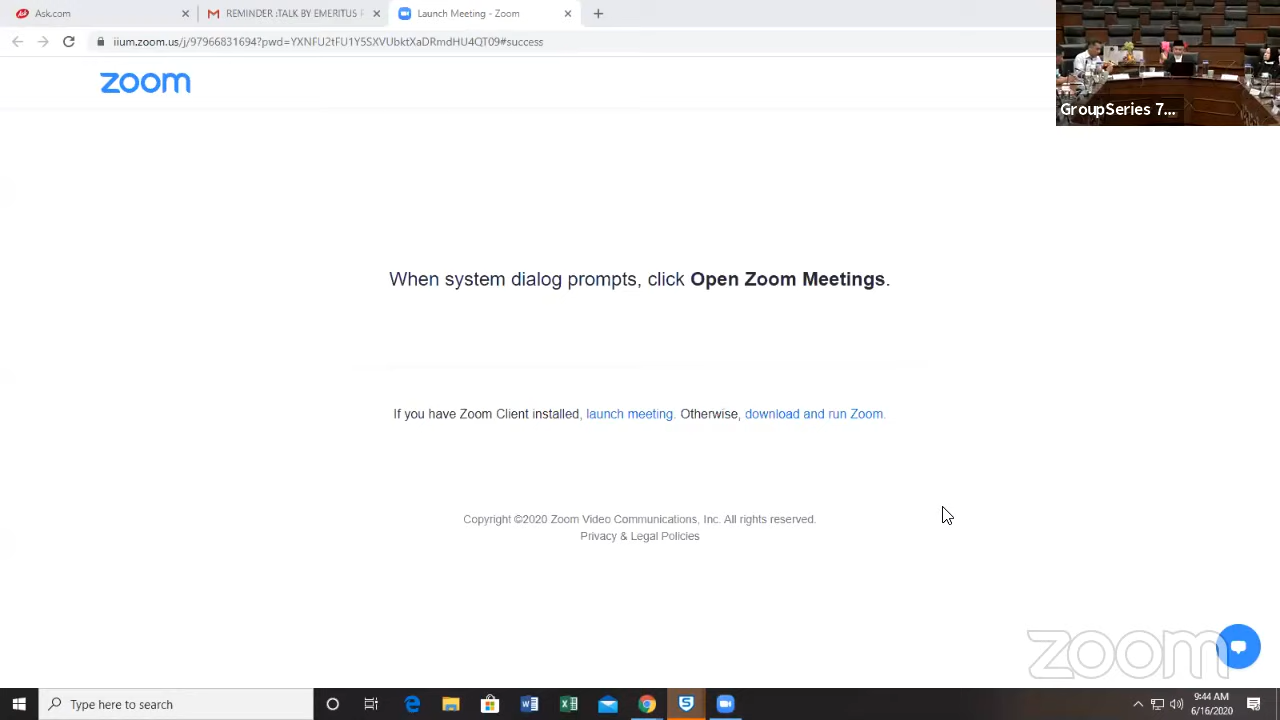 Ask.com
REMINDER :TALK BY EMERITUS
Launch Meeting - Zoom
zoom
GroupSeries 7...
When system dialog prompts, click Open Zoom Meetings.
If you have Zoom Client installed, launch meeting. Otherwise, download and run Zoom.
Copyright ©2020 Zoom Video Communications, Inc. All rights reserved.
Privacy & Legal Policies
zoom
Type here to search
9:44 AM
6/16/2020